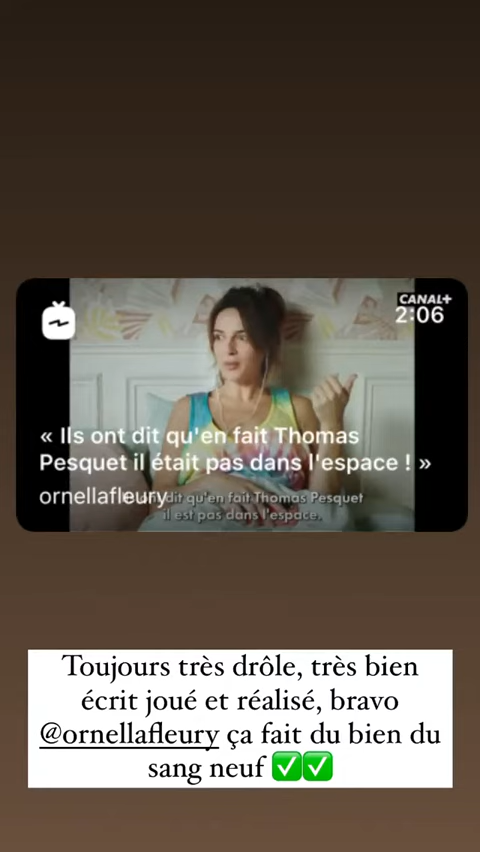 CANAL+
2:06
« Ils ont dit qu'en fait Thomas
Pesquet il était pas dans l'espace ! »
ornellafleury
dit qu'en fait Thomas Pesquet
il est pas dans l'espace.
Toujours très drôle, très bien
écrit joué et réalisé, bravo
@ornellafleury ça fait du bien du
sang neuf ✅✅